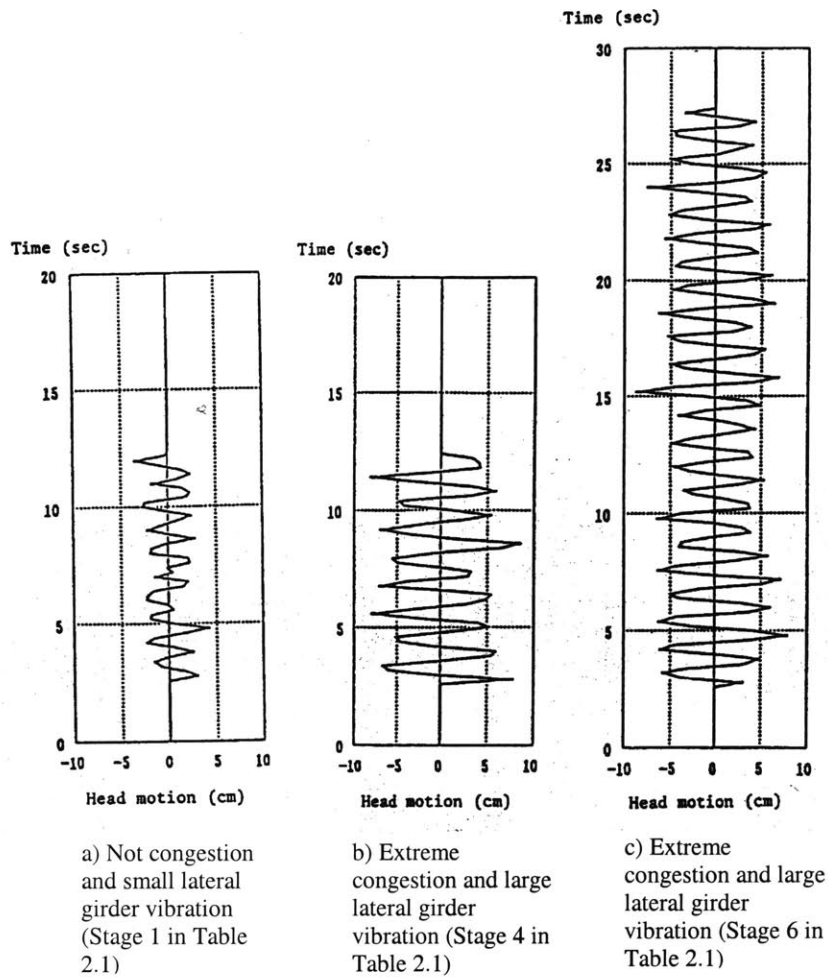 Time (sec)
30
25
20
15
10
5
0
-10 -5 0 5 10
Head motion (cm)
Time (sec)
20
15
10
5
0
-10 -5 0 5 10
Head motion (cm)
Time (sec)
20
15
10
5
0
-10 -5 0 5 10
Head motion (cm)
a) Not congestion
and small lateral
girder vibration
(Stage 1 in Table
2.1)
b) Extreme
congestion and large
lateral girder
vibration (Stage 4 in
Table 2.1)
c) Extreme
congestion and large
lateral girder
vibration (Stage 6 in
Table 2.1)